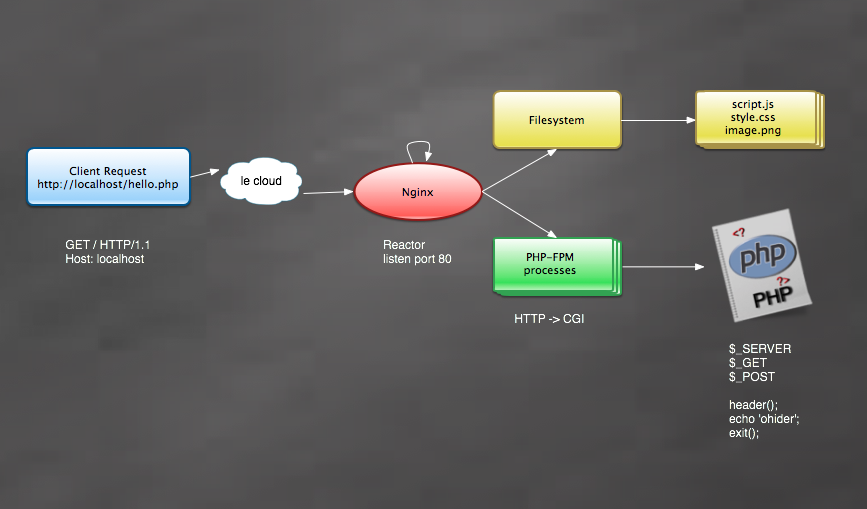 Client Request
http://localhost/hello.php
GET / HTTP/1.1
Host: localhost
le cloud
Nginx
Reactor
listen port 80
Filesystem
script.js
style.css
image.png
PHP-FPM
processes
HTTP -> CGI
<?
php
?>
PHP
$_SERVER
$_GET
$_POST
header();
echo 'ohider';
exit();